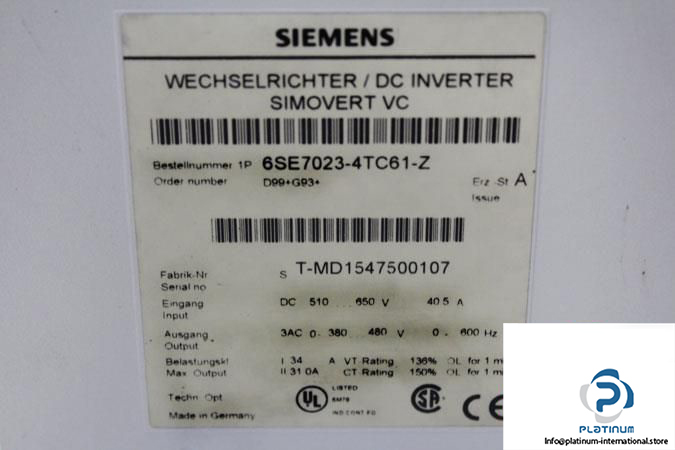 SIEMENS
WECHSELRICHTER / DC INVERTER
SIMOVERT VC
Bestellnummer 1P 6SE7023-4TC61-Z
Order number D99+G93+
Erz.-St A
Issue
Fabrik-Nr S T-MD1547500107
Serial no
Eingang DC 510 ... 650 V 40.5 A
Input
Ausgang 3AC 0- 380 ... 480 V 0 - 600 Hz
Output
Belastungskl I 34 A VT-Rating 136% OL for 1 m
Max Output II 31.0A CT-Rating 150% OL for 1 m
Techn. Opt
Made in Germany
UL LISTED
IND.CONT.EQ
SA
CE
PLATINUM
INTERNATIONAL
Info@platinum-international.store